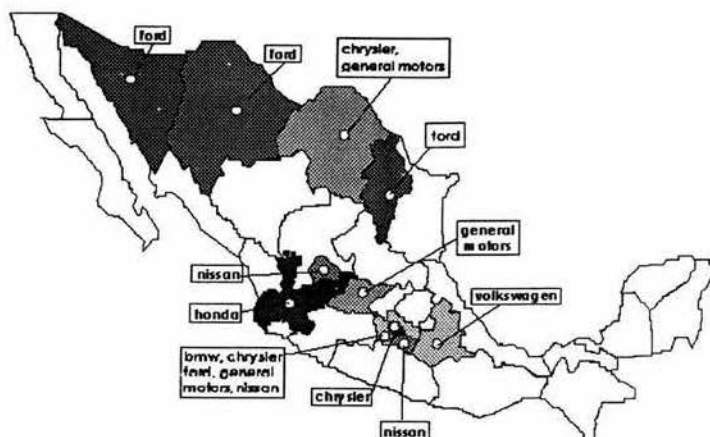 ford
ford
chrysler,
general motors
ford
general
motors
nissan
volkswagen
honda
bmw, chrysler
ford, general
motors, nissan
chrysler
nissan